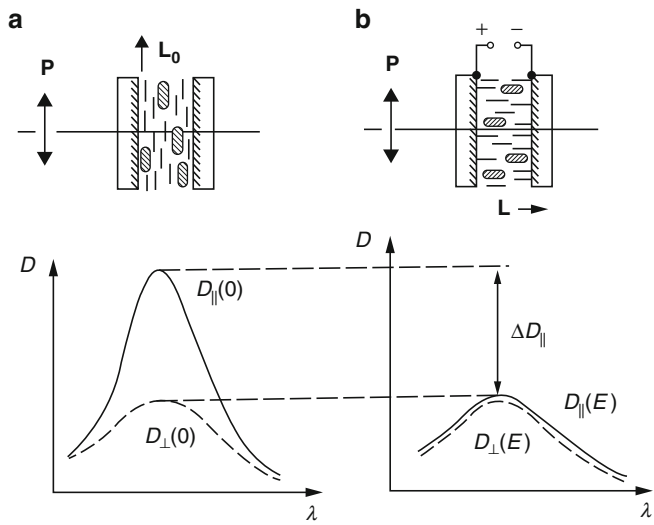 a
P
L₀
b
+ −
P
L
D
D∥(0)
D⊥(0)
λ
D
ΔD∥
D∥(E)
D⊥(E)
λ